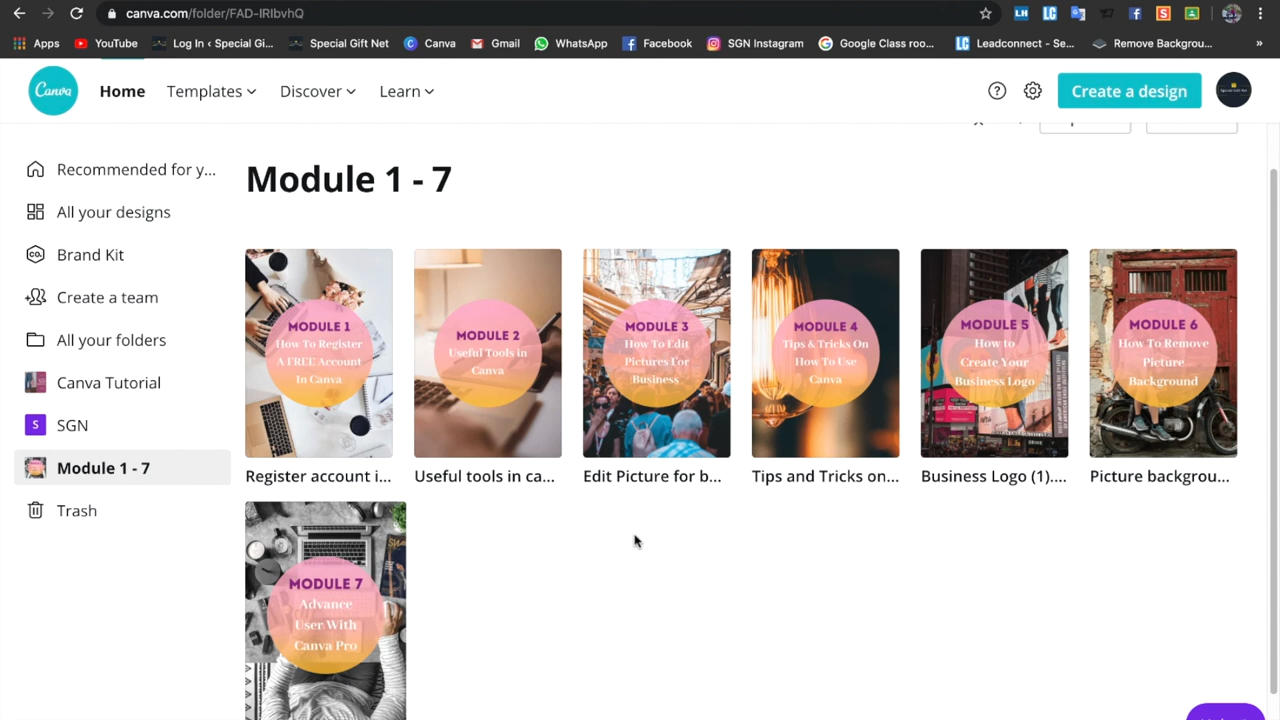 canva.com/folder/FAD-IRIbvhQ
Apps YouTube Log In ‹ Special Gi... Special Gift Net Canva Gmail WhatsApp Facebook SGN Instagram Google Class roo... Leadconnect - Se... Remove Backgrou... »
Canva Home Templates Discover Learn Create a design
Module 1 - 7
Recommended for y...
All your designs
Brand Kit
Create a team
All your folders
Canva Tutorial
S SGN
Module 1 - 7
Trash
MODULE 1
How To Register
A FREE Account
In Canva
Register account i...
MODULE 2
Useful Tools in
Canva
Useful tools in ca...
MODULE 3
How To Edit
Pictures For
Business
Edit Picture for b...
MODULE 4
Tips & Tricks On
How To Use
Canva
Tips and Tricks on...
MODULE 5
How to
Create Your
Business Logo
Business Logo (1)....
MODULE 6
How To Remove
Picture
Background
Picture backgrou...
MODULE 7
Advance
User With
Canva Pro